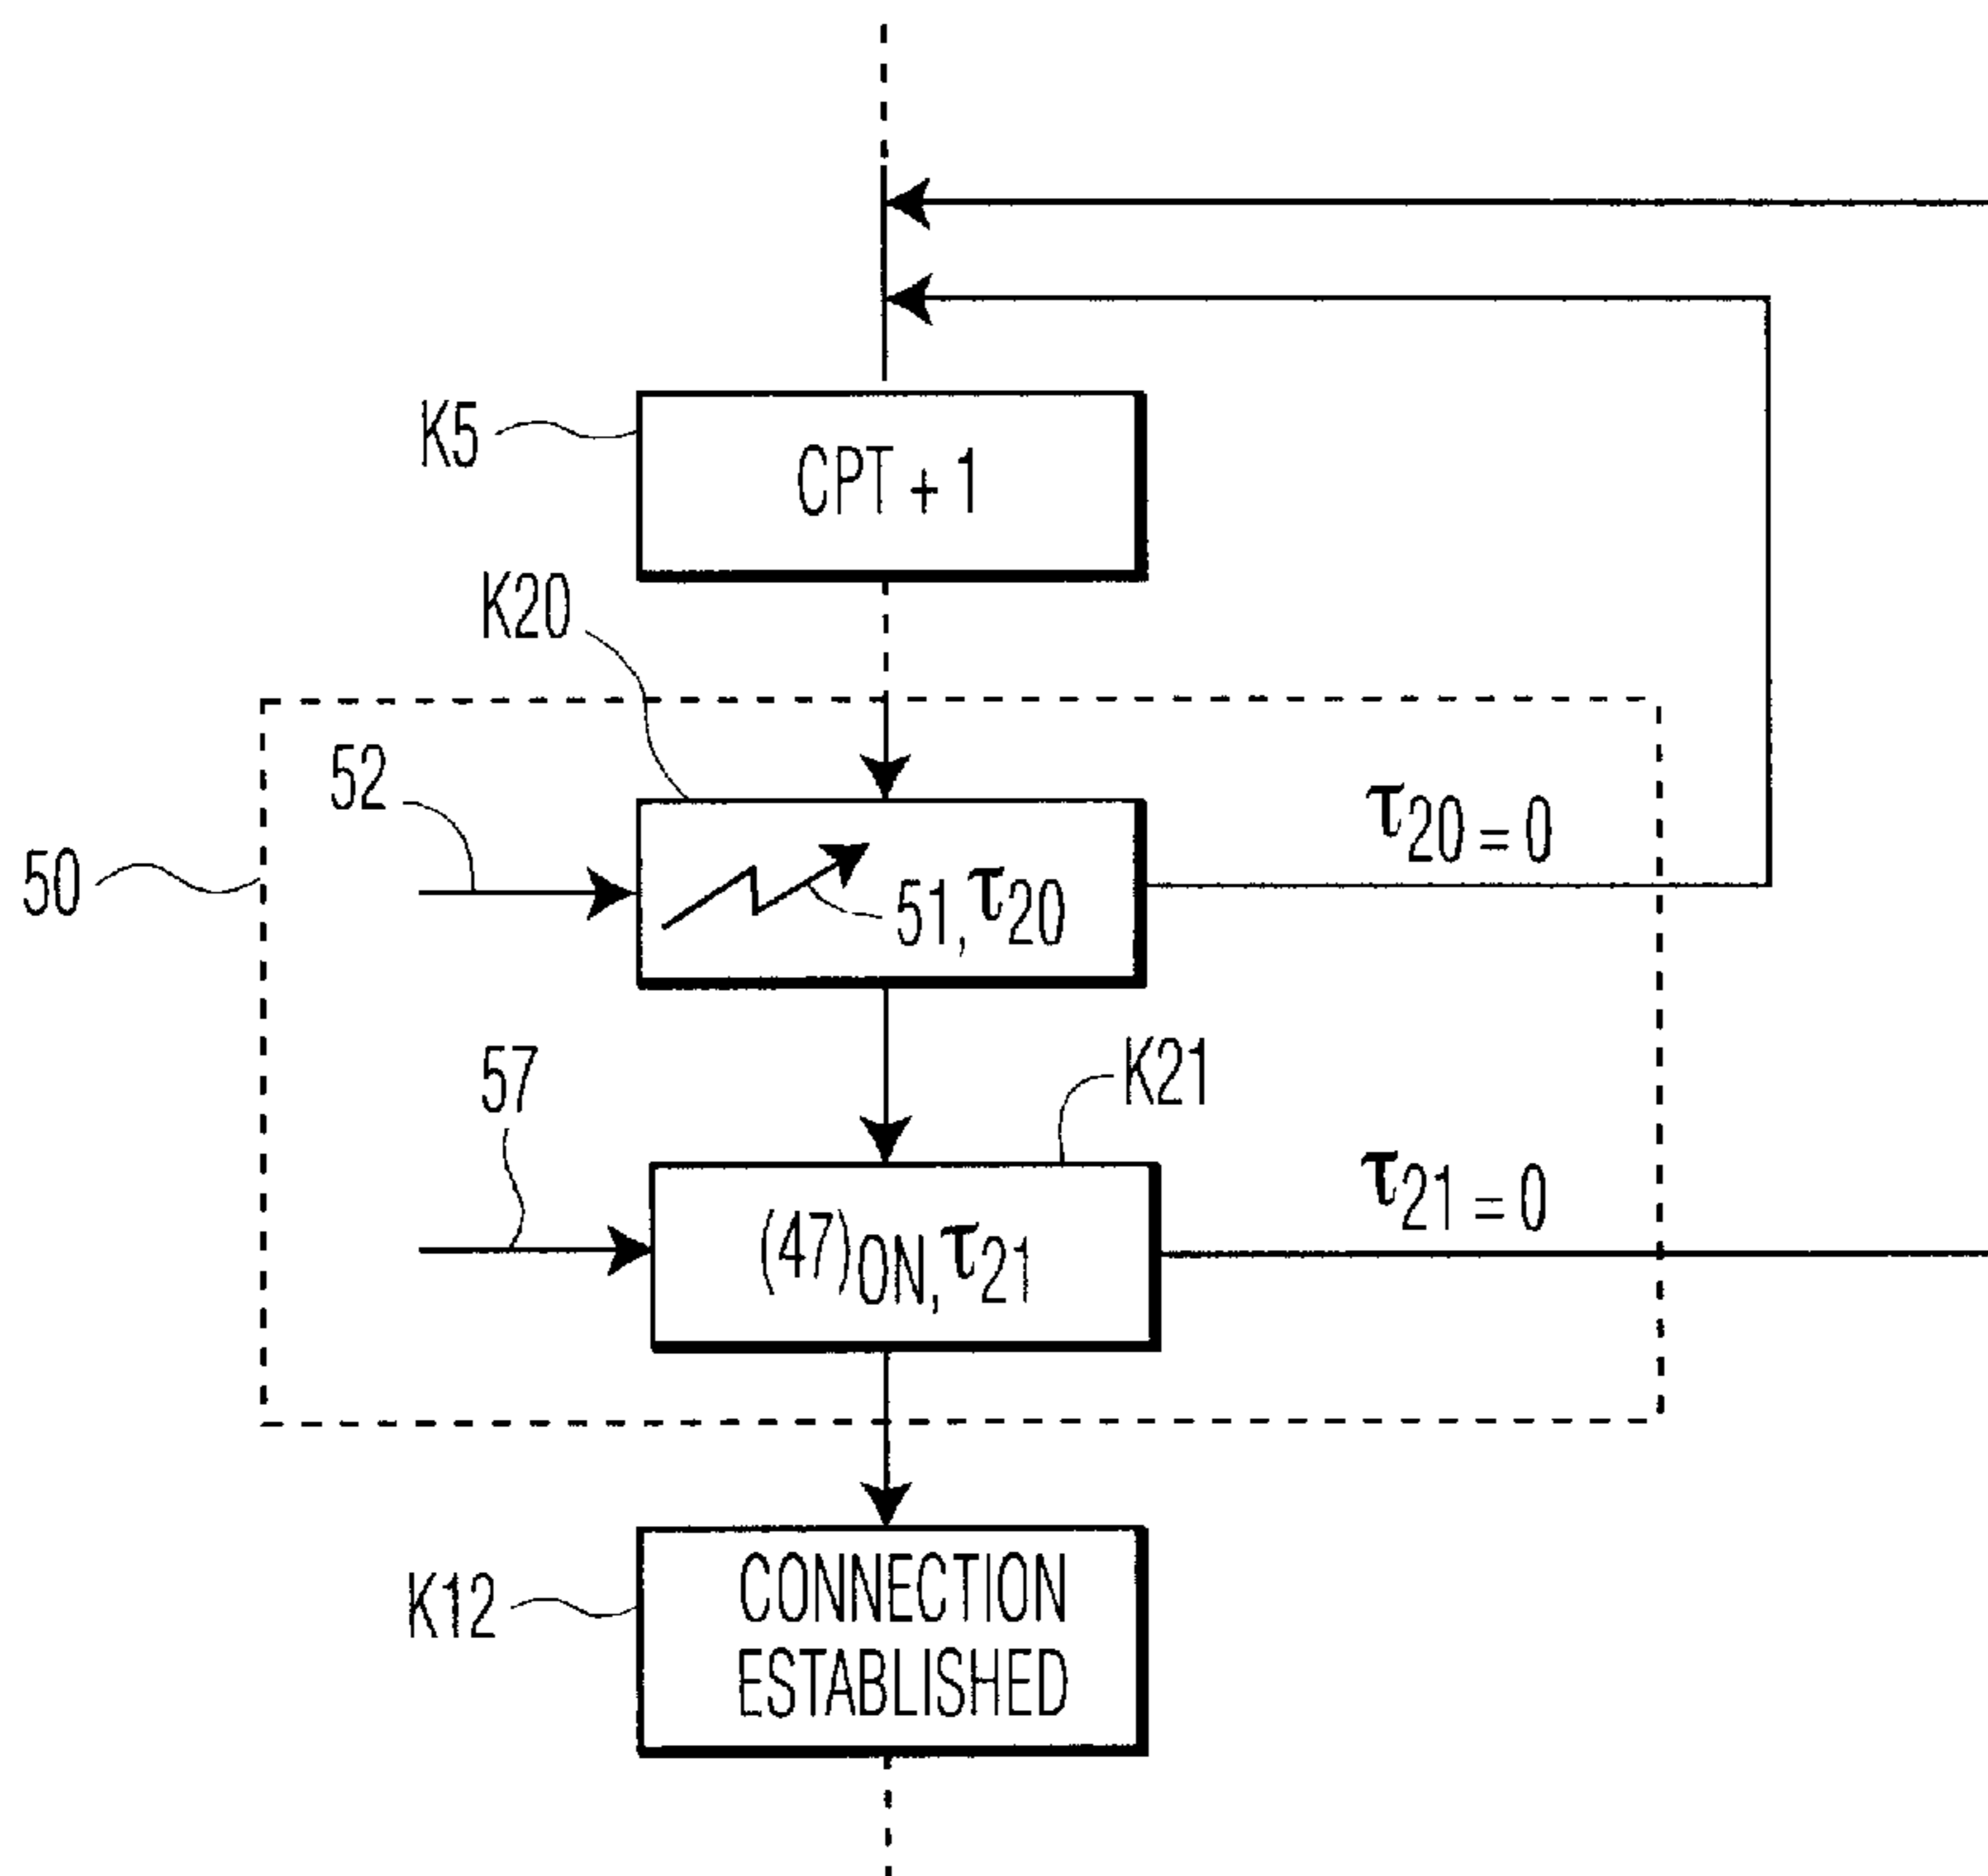 K5
CPT + 1
K20
52
τ20 = 0
50
51, τ20
57
K21
τ21 = 0
(47)ON, τ21
K12
CONNECTION
ESTABLISHED